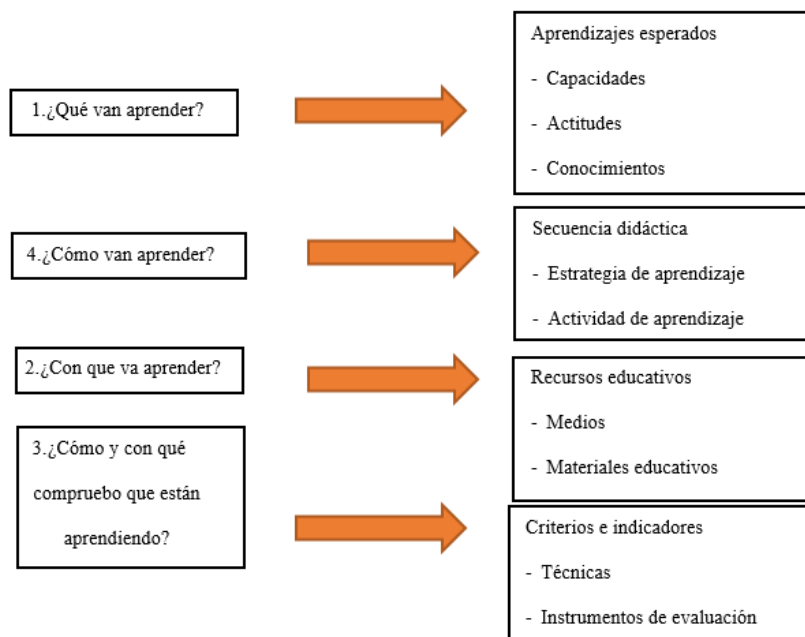 1.¿Qué van aprender?
Aprendizajes esperados
- Capacidades
- Actitudes
- Conocimientos
4.¿Cómo van aprender?
Secuencia didáctica
- Estrategia de aprendizaje
- Actividad de aprendizaje
2.¿Con que va aprender?
Recursos educativos
- Medios
- Materiales educativos
3.¿Cómo y con qué
compruebo que están
aprendiendo?
Criterios e indicadores
- Técnicas
- Instrumentos de evaluación